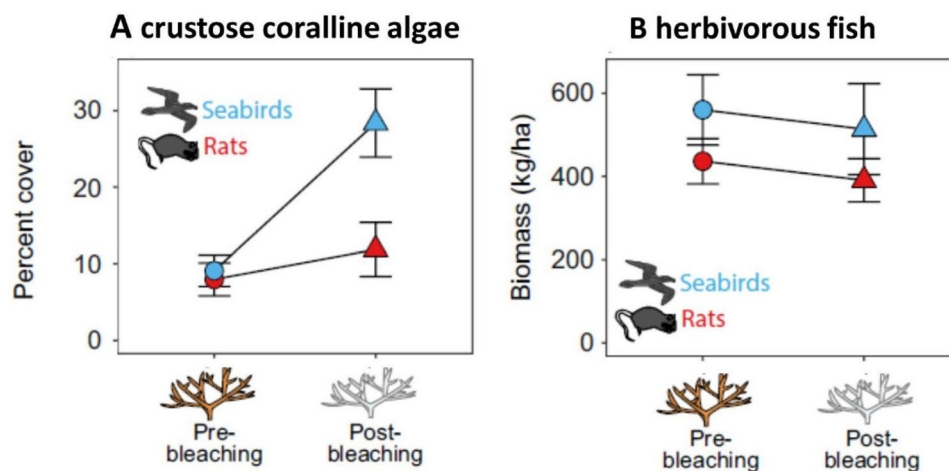 A crustose coralline algae
30
20
10
0
Percent cover
Seabirds
Rats
Pre-
bleaching
Post-
bleaching
B herbivorous fish
600
400
200
0
Biomass (kg/ha)
Seabirds
Rats
Pre-
bleaching
Post-
bleaching